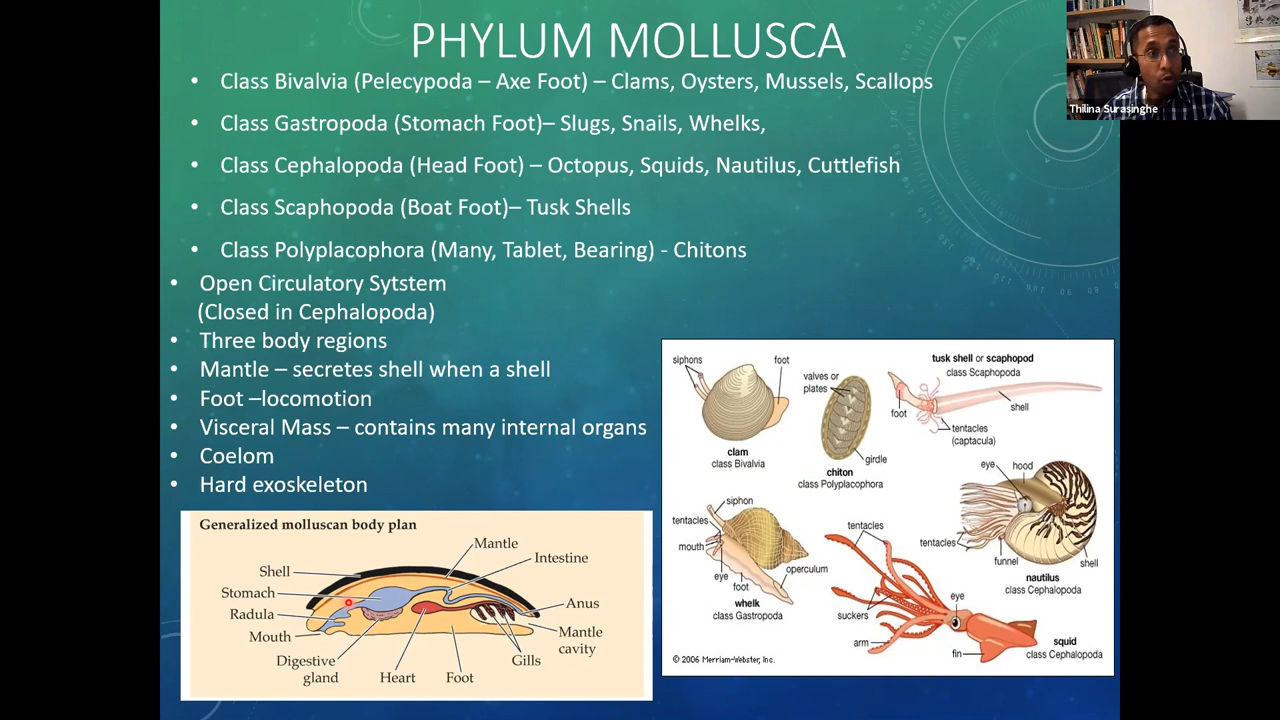 PHYLUM MOLLUSCA
Thilina Surasinghe
• Class Bivalvia (Pelecypoda – Axe Foot) – Clams, Oysters, Mussels, Scallops
• Class Gastropoda (Stomach Foot)– Slugs, Snails, Whelks,
• Class Cephalopoda (Head Foot) – Octopus, Squids, Nautilus, Cuttlefish
• Class Scaphopoda (Boat Foot)– Tusk Shells
• Class Polyplacophora (Many, Tablet, Bearing) - Chitons
• Open Circulatory Sytstem
(Closed in Cephalopoda)
• Three body regions
• Mantle – secretes shell when a shell
• Foot –locomotion
• Visceral Mass – contains many internal organs
• Coelom
• Hard exoskeleton
Generalized molluscan body plan
Mantle
Intestine
Shell
Stomach
Radula
Mouth
Anus
Mantle
cavity
Digestive
gland
Heart
Foot
Gills
siphons
foot
clam
class Bivalvia
valves or
plates
girdle
chiton
class Polyplacophora
tusk shell or scaphopod
class Scaphopoda
foot
shell
tentacles
(captacula)
siphon
tentacles
mouth
eye
foot
operculum
whelk
class Gastropoda
eye
hood
tentacles
funnel
shell
nautilus
class Cephalopoda
tentacles
suckers
arm
eye
fin
squid
class Cephalopoda
© 2006 Merriam-Webster, Inc.